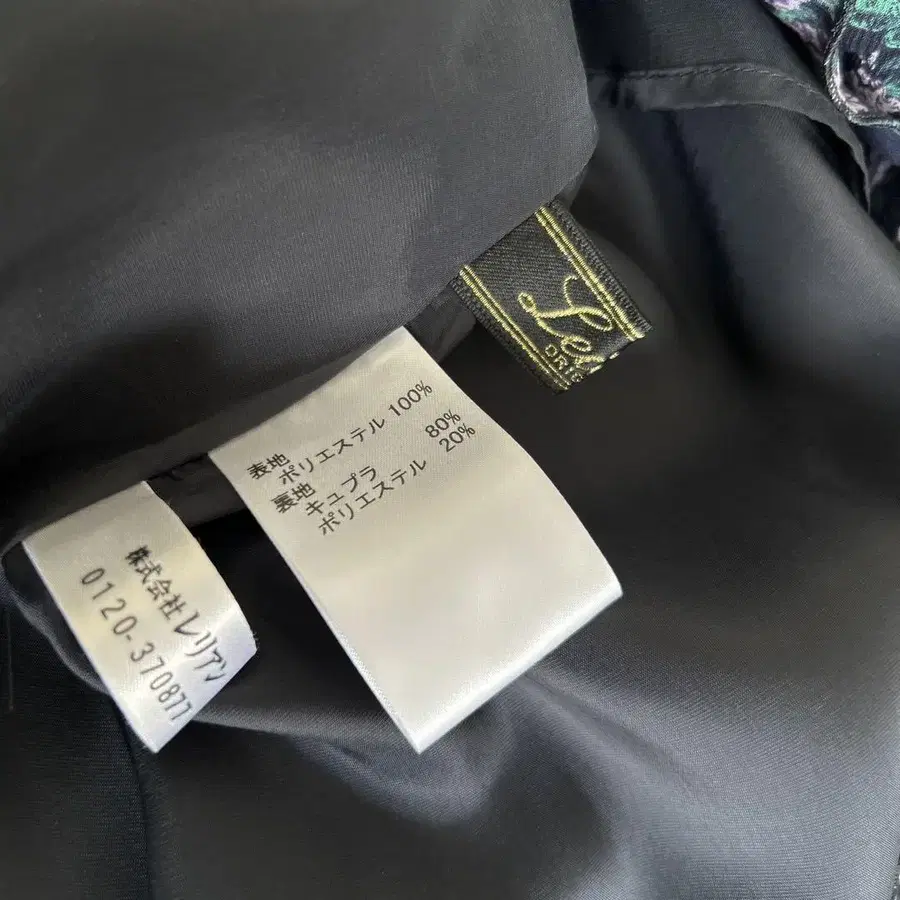 表地
ポリエステル 100%
裏地
キュプラ 80%
ポリエステル 20%
株式会社レリアン
0120-370877